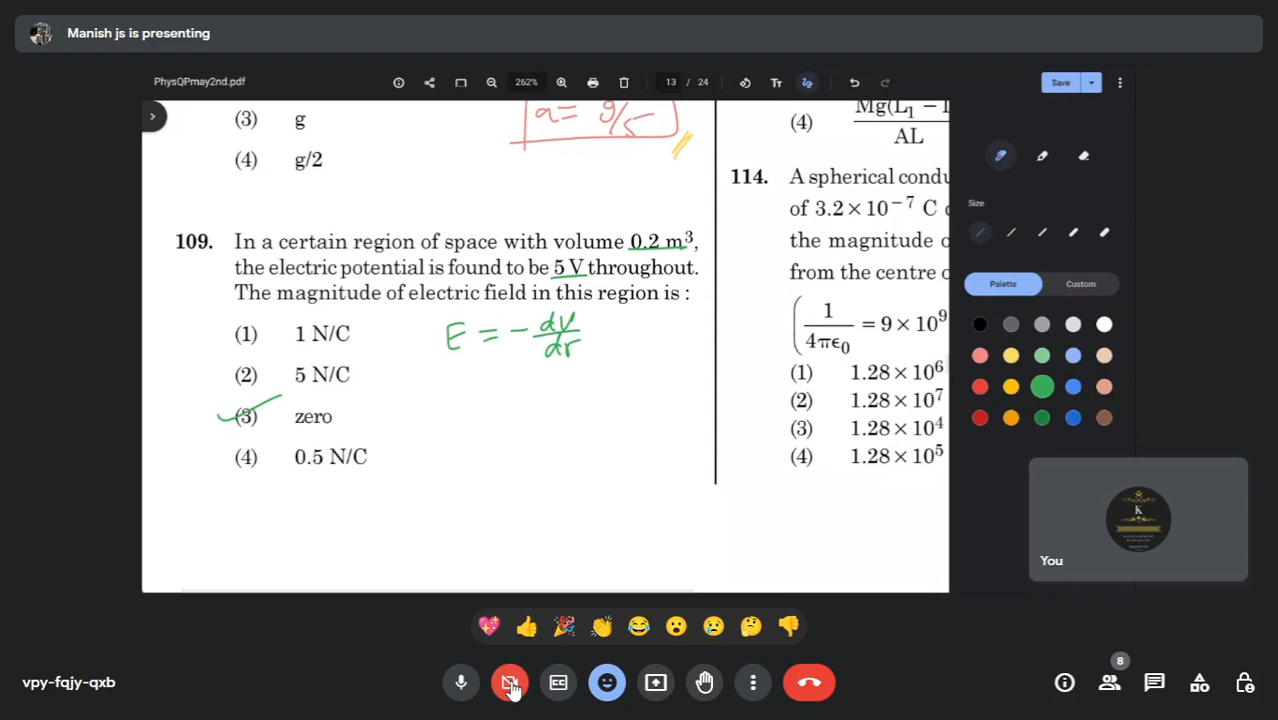 Manish js is presenting
PhysQPmay2nd.pdf
262%
13 / 24
Save
(3) g
(4) g/2
a = g/5
109. In a certain region of space with volume 0.2 m³,
the electric potential is found to be 5 V throughout.
The magnitude of electric field in this region is :
(1) 1 N/C
(2) 5 N/C
(3) zero
(4) 0.5 N/C
E = - dv/dr
(4) Mg(L₁ − L
AL
114. A spherical condu
of 3.2×10⁻⁷ C
the magnitude o
from the centre o
(1/4πϵ₀ = 9×10⁹
(1) 1.28×10⁶
(2) 1.28×10⁷
(3) 1.28×10⁴
(4) 1.28×10⁵
Size
Palette
Custom
K
You
vpy-fqjy-qxb
8